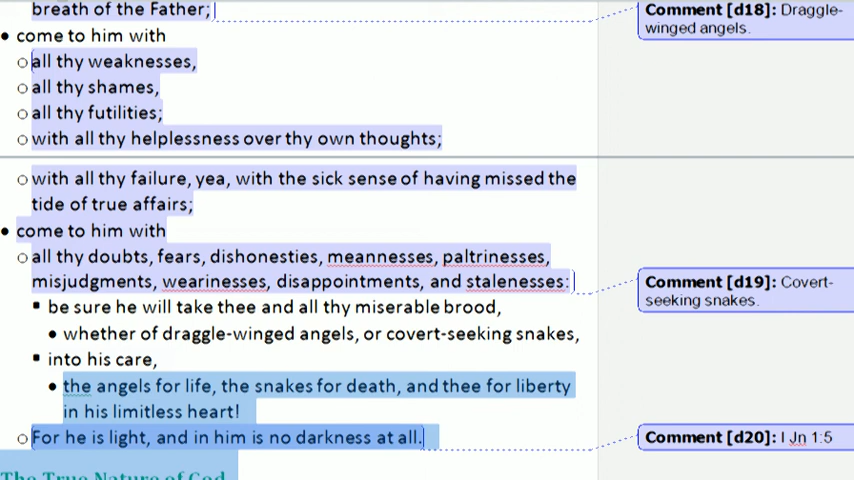 breath of the Father;
Comment [d18]: Draggle-
winged angels.
• come to him with
○ all thy weaknesses,
○ all thy shames,
○ all thy futilities;
○ with all thy helplessness over thy own thoughts;
○ with all thy failure, yea, with the sick sense of having missed the
tide of true affairs;
• come to him with
○ all thy doubts, fears, dishonesties, meannesses, paltrinesses,
misjudgments, wearinesses, disappointments, and stalenesses:
Comment [d19]: Covert-
seeking snakes.
▪ be sure he will take thee and all thy miserable brood,
• whether of draggle-winged angels, or covert-seeking snakes,
▪ into his care,
• the angels for life, the snakes for death, and thee for liberty
in his limitless heart!
○ For he is light, and in him is no darkness at all.
Comment [d20]: I Jn 1:5
The True Nature of God